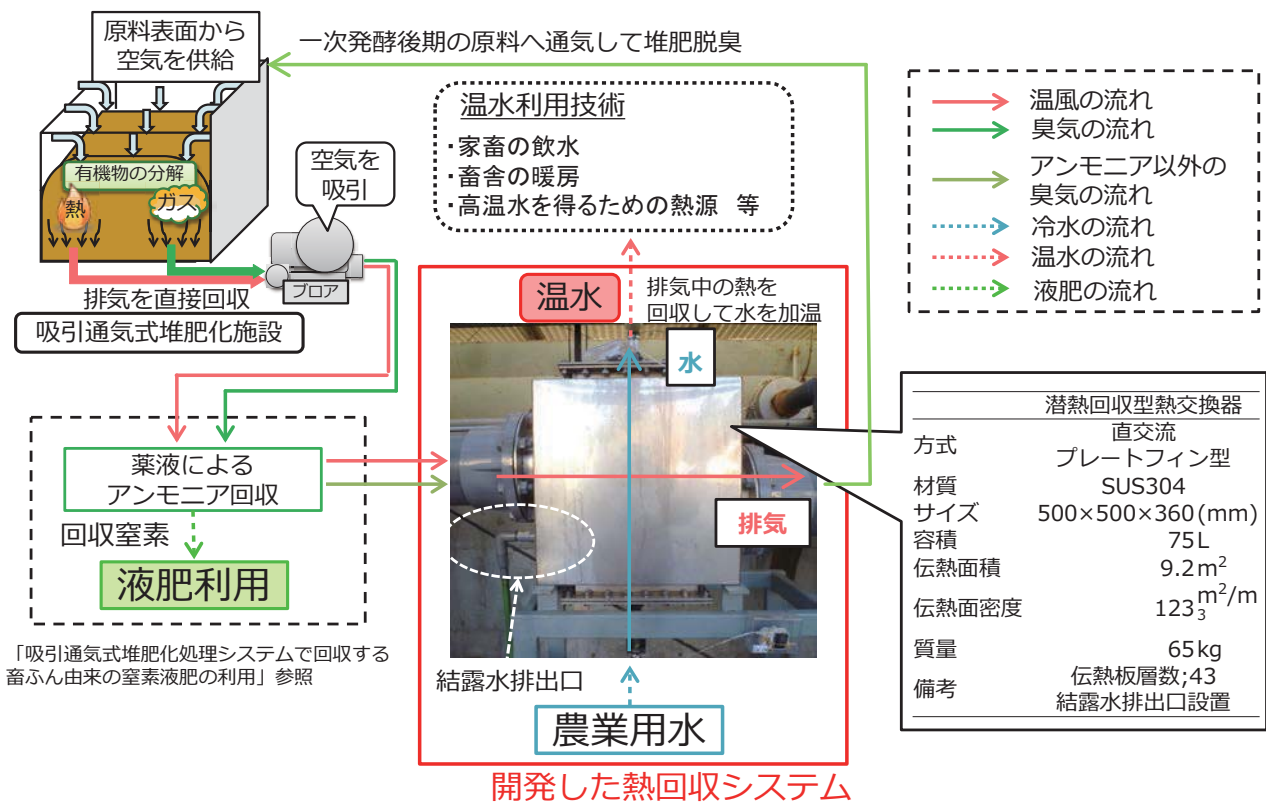 原料表面から
空気を供給
一次発酵後期の原料へ通気して堆肥脱臭
有機物の分解
熱
ガス
空気を
吸引
ブロア
排気を直接回収
吸引通気式堆肥化施設
温水利用技術
・家畜の飲水
・畜舎の暖房
・高温水を得るための熱源 等
温風の流れ
臭気の流れ
アンモニア以外の
臭気の流れ
冷水の流れ
温水の流れ
液肥の流れ
薬液による
アンモニア回収
回収窒素
液肥利用
「吸引通気式堆肥化処理システムで回収する
畜ふん由来の窒素液肥の利用」参照
温水
排気中の熱を
回収して水を加温
水
排気
結露水排出口
農業用水
開発した熱回収システム
潜熱回収型熱交換器
方式 直交流
プレートフィン型
材質 SUS304
サイズ 500×500×360(mm)
容積 75L
伝熱面積 9.2m²
伝熱面密度 123 m²/m³
質量 65kg
備考 伝熱板層数;43
結露水排出口設置